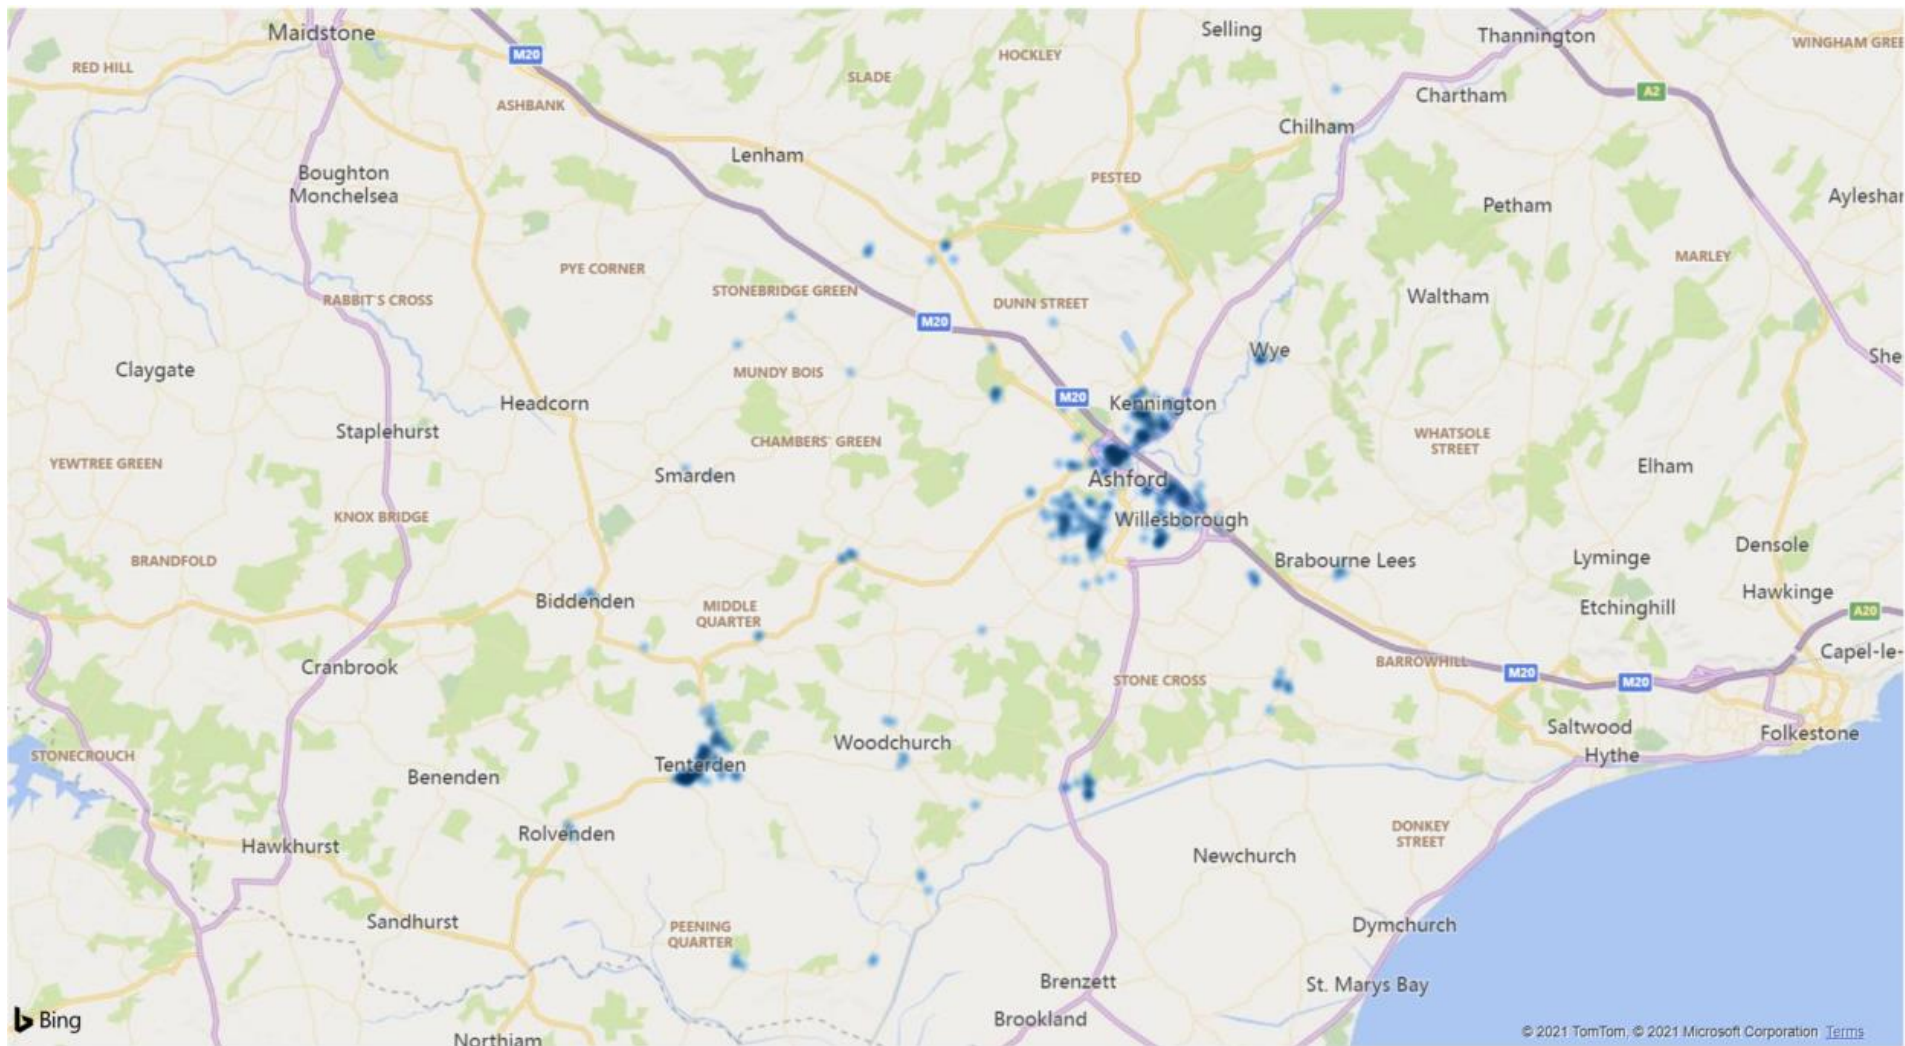 Maidstone
Selling
Thannington
WINGHAM GREE
M20
HOCKLEY
RED HILL
SLADE
A2
ASHBANK
Chartham
Chilham
Lenham
Boughton
Monchelsea
PESTED
Petham
Ayleshar
MARLEY
PYE CORNER
RABBIT'S CROSS
STONEBRIDGE GREEN
DUNN STREET
Waltham
M20
Claygate
Wye
She
MUNDY BOIS
M20
Headcorn
Kennington
Staplehurst
CHAMBERS' GREEN
WHATSOLE
STREET
YEWTREE GREEN
Smarden
Ashford
Elham
KNOX BRIDGE
Willesborough
BRANDFOLD
Brabourne Lees
Lyminge
Densole
Biddenden
MIDDLE
QUARTER
Etchinghill
Hawkinge
A20
Cranbrook
BARROWHILL
Capel-le-
M20
M20
STONE CROSS
Saltwood
Folkestone
STONECROUCH
Woodchurch
Hythe
Tenterden
Benenden
Rolvenden
DONKEY
STREET
Hawkhurst
Newchurch
Sandhurst
PEENING
QUARTER
Dymchurch
Brenzett
St. Marys Bay
Bing
Brookland
Northiam
© 2021 TomTom, © 2021 Microsoft Corporation Terms